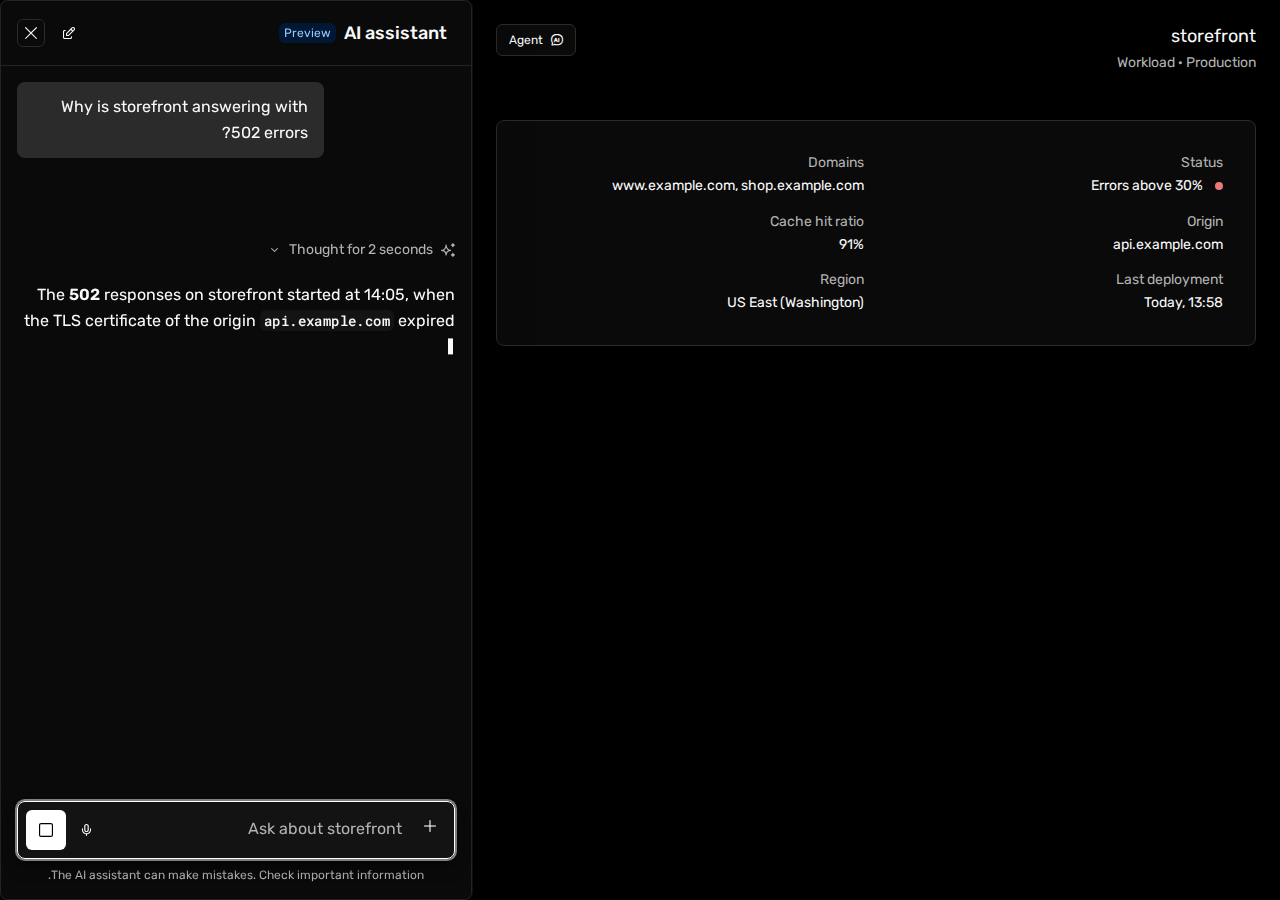 AI assistant Preview
Why is storefront answering with
?502 errors
Thought for 2 seconds
The 502 responses on storefront started at 14:05, when
the TLS certificate of the origin api.example.com expired
Ask about storefront
.The AI assistant can make mistakes. Check important information
storefront
Workload • Production
Agent
Status
Errors above 30%
Domains
www.example.com, shop.example.com
Origin
api.example.com
Cache hit ratio
91%
Last deployment
Today, 13:58
Region
US East (Washington)